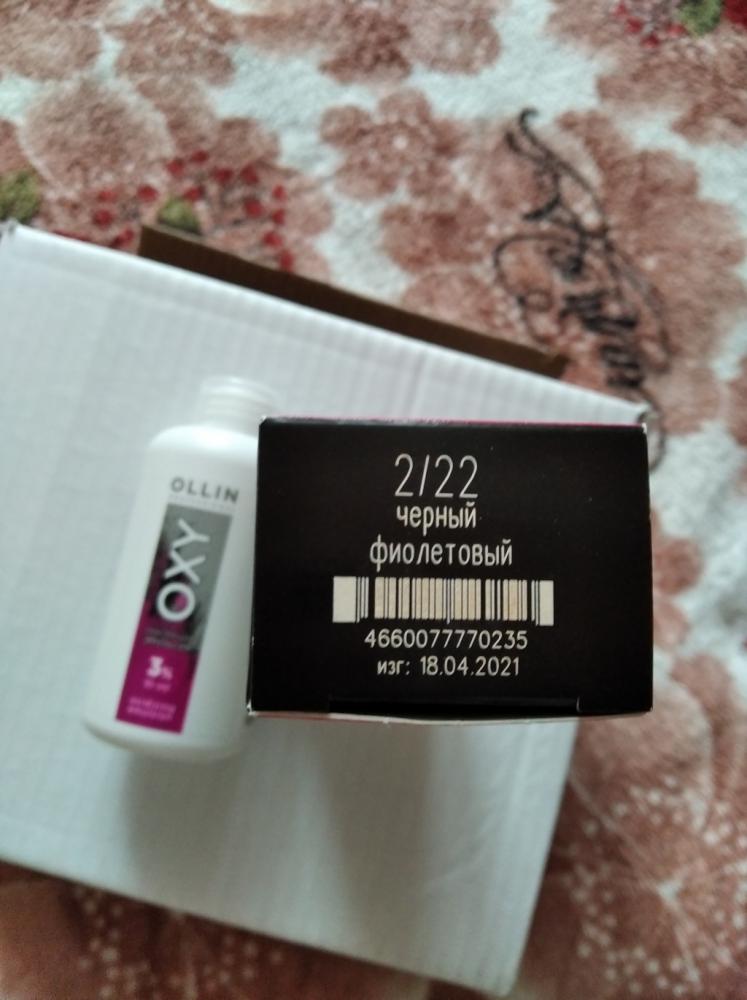 OLLIN
OXY
3%
2/22
черный
фиолетовый
4660077770235
изг: 18.04.2021